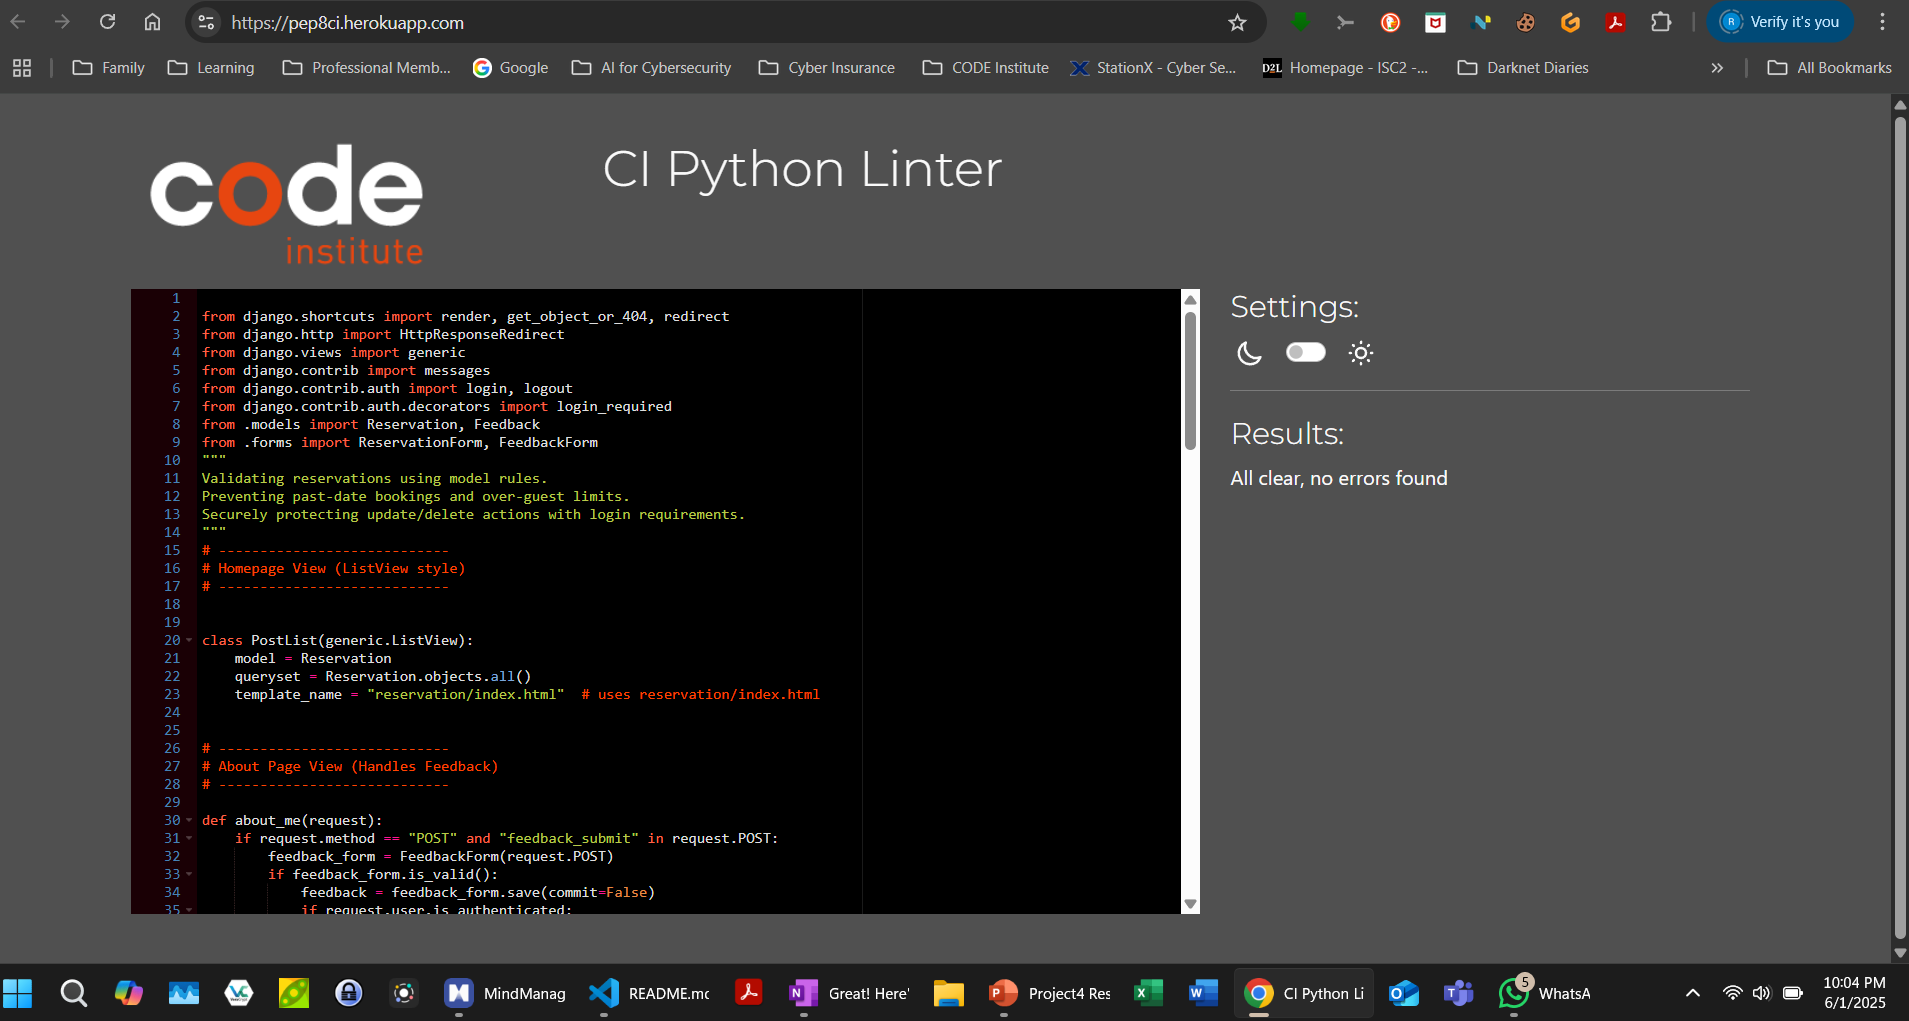 https://pep8ci.herokuapp.com
Verify it's you
Family
Learning
Professional Memb...
Google
AI for Cybersecurity
Cyber Insurance
CODE Institute
StationX - Cyber Se...
D2L
Homepage - ISC2 -...
Darknet Diaries
All Bookmarks
code
institute
CI Python Linter
1
2 from django.shortcuts import render, get_object_or_404, redirect
3 from django.http import HttpResponseRedirect
4 from django.views import generic
5 from django.contrib import messages
6 from django.contrib.auth import login, logout
7 from django.contrib.auth.decorators import login_required
8 from .models import Reservation, Feedback
9 from .forms import ReservationForm, FeedbackForm
10 """
11 Validating reservations using model rules.
12 Preventing past-date bookings and over-guest limits.
13 Securely protecting update/delete actions with login requirements.
14 """
15 # ----------------------------
16 # Homepage View (ListView style)
17 # ----------------------------
18
19
20 class PostList(generic.ListView):
21     model = Reservation
22     queryset = Reservation.objects.all()
23     template_name = "reservation/index.html"  # uses reservation/index.html
24
25
26 # ----------------------------
27 # About Page View (Handles Feedback)
28 # ----------------------------
29
30 def about_me(request):
31     if request.method == "POST" and "feedback_submit" in request.POST:
32         feedback_form = FeedbackForm(request.POST)
33         if feedback_form.is_valid():
34             feedback = feedback_form.save(commit=False)
35             if request.user.is_authenticated:
Settings:
Results:
All clear, no errors found
MindManag
README.mc
Great! Here'
Project4 Res
CI Python Li
5
WhatsA
10:04 PM
6/1/2025